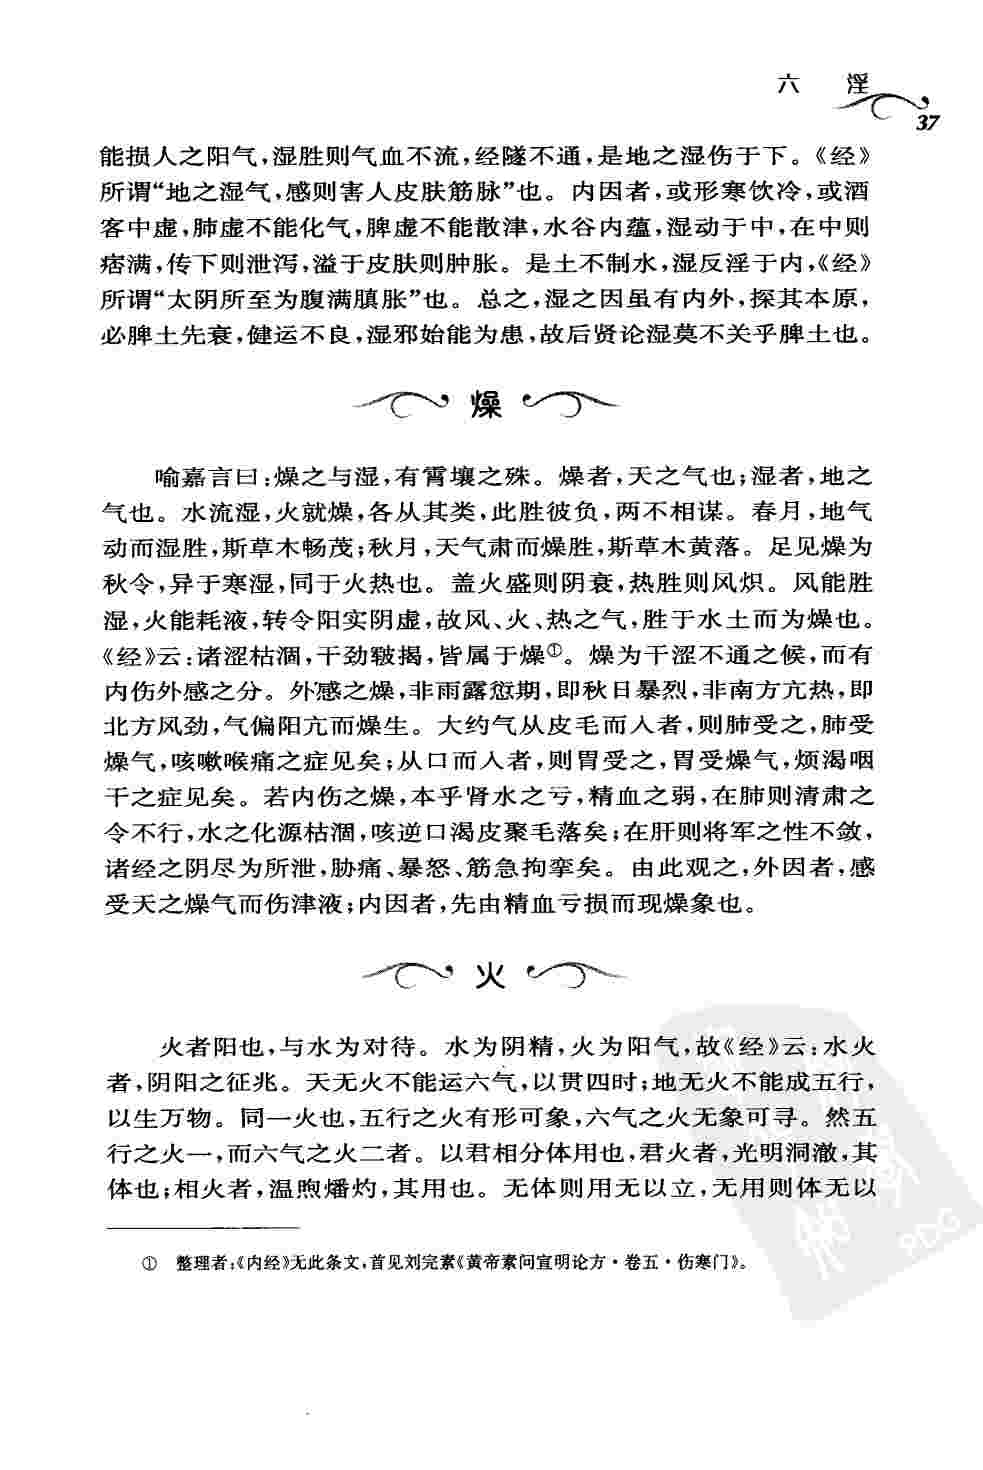 六 淫
37
能损人之阳气，湿胜则气血不流，经隧不通，是地之湿伤于下。《经》
所谓“地之湿气，感则害人皮肤筋脉”也。内因者，或形寒饮冷，或酒
客中虚，肺虚不能化气，脾虚不能散津，水谷内蕴，湿动于中，在中则
痞满，传下则泄泻，溢于皮肤则肿胀。是土不制水，湿反淫于内，《经》
所谓“太阴所至为腹满䐜胀”也。总之，湿之因虽有内外，探其本原，
必脾土先衰，健运不良，湿邪始能为患，故后贤论湿莫不关乎脾土也。
燥
喻嘉言曰：燥之与湿，有霄壤之殊。燥者，天之气也；湿者，地之
气也。水流湿，火就燥，各从其类，此胜彼负，两不相谋。春月，地气
动而湿胜，斯草木畅茂；秋月，天气肃而燥胜，斯草木黄落。足见燥为
秋令，异于寒湿，同于火热也。盖火盛则阴衰，热胜则风炽。风能胜
湿，火能耗液，转令阳实阴虚，故风、火、热之气，胜于水土而为燥也。
《经》云：诸涩枯涸，干劲皴揭，皆属于燥①。燥为干涩不通之候，而有
内伤外感之分。外感之燥，非雨露愆期，即秋日暴烈，非南方亢热，即
北方风劲，气偏阳亢而燥生。大约气从皮毛而入者，则肺受之，肺受
燥气，咳嗽喉痛之症见矣；从口而入者，则胃受之，胃受燥气，烦渴咽
干之症见矣。若内伤之燥，本乎肾水之亏，精血之弱，在肺则清肃之
令不行，水之化源枯涸，咳逆口渴皮聚毛落矣；在肝则将军之性不敛，
诸经之阴尽为所泄，胁痛、暴怒、筋急拘挛矣。由此观之，外因者，感
受天之燥气而伤津液；内因者，先由精血亏损而现燥象也。
火
火者阳也，与水为对待。水为阴精，火为阳气，故《经》云：水火
者，阴阳之征兆。天无火不能运六气，以贯四时；地无火不能成五行，
以生万物。同一火也，五行之火有形可象，六气之火无象可寻。然五
行之火一，而六气之火二者。以君相分体用也，君火者，光明洞澈，其
体也；相火者，温煦燔灼，其用也。无体则用无以立，无用则体无以
① 整理者：《内经》无此条文，首见刘完素《黄帝素问宣明论方·卷五·伤寒门》。
PDG